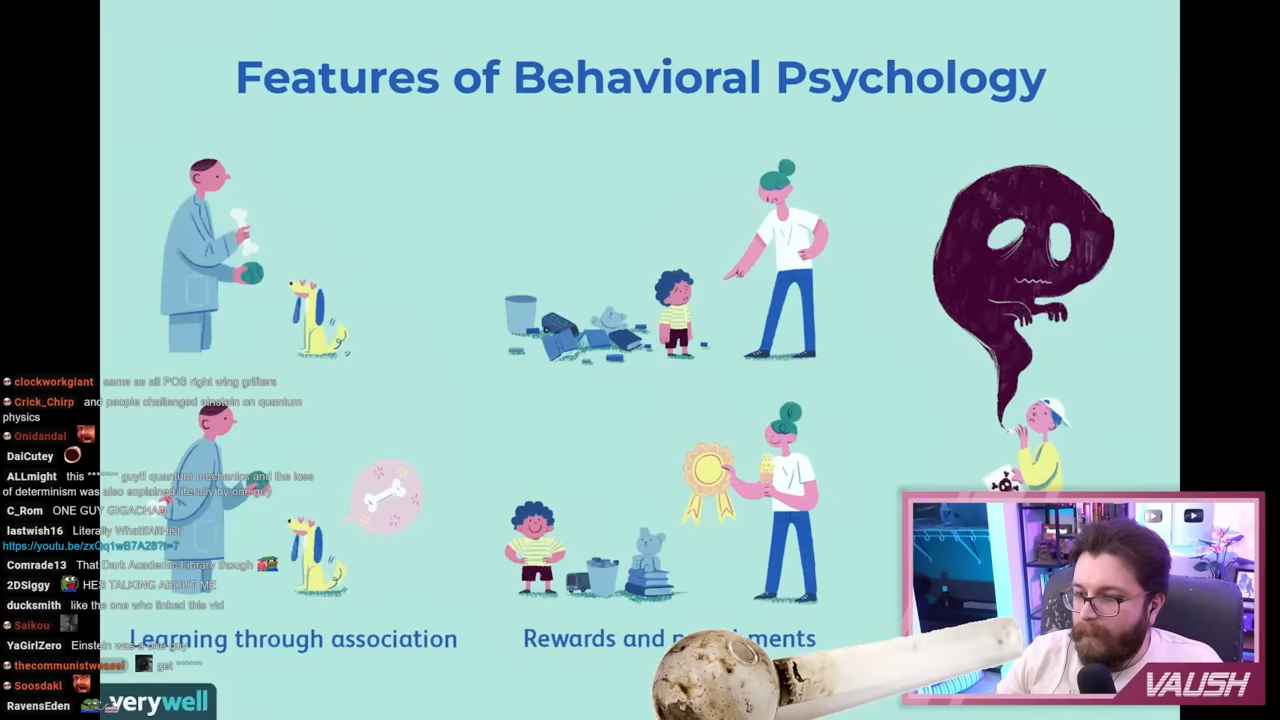 Features of Behavioral Psychology
clockworkgiant same as all POS right wing grifters
Crick_Chirp and people challenged einstein on quantum
physics
Onidandal
DaiCutey
ALLmight this ******* guy!! quantum mechanics and the loss
of determinism was also explained literally by one guy
C_Rom ONE GUY GIGACHAD
lastwish16 Literally WhatIfAltHist:
Comrade13 That Dark Academic Library though
2DSiggy HES TALKING ABOUT ME
ducksmith like the one who linked this vid
Saikou
YaGirlZero Einstein was a one guy
thecommunistweasel get ******
Soosdakl
RavensEden
Learning through association
Rewards and
verywell
VAUSH